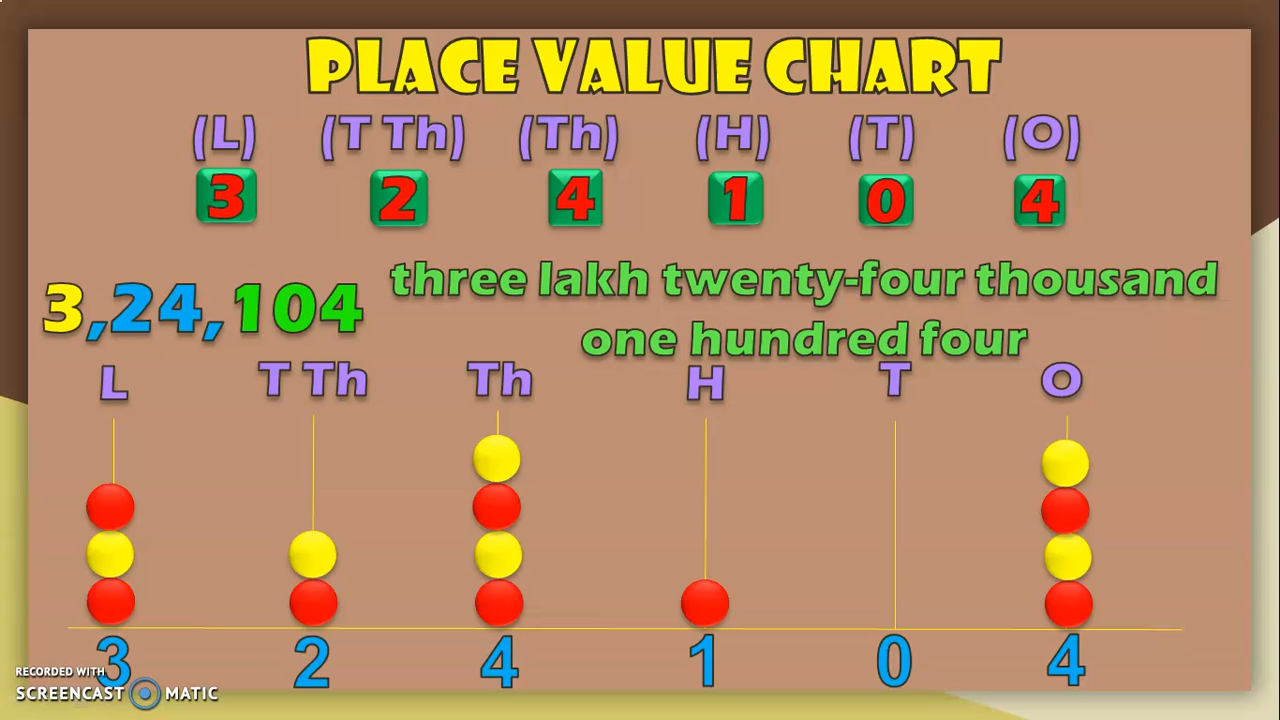 PLACE VALUE CHART
(L) (T Th) (Th) (H) (T) (O)
3 2 4 1 0 4
3,24,104
three lakh twenty-four thousand
one hundred four
L T Th Th H T O
3 2 4 1 0 4
RECORDED WITH
SCREENCAST MATIC